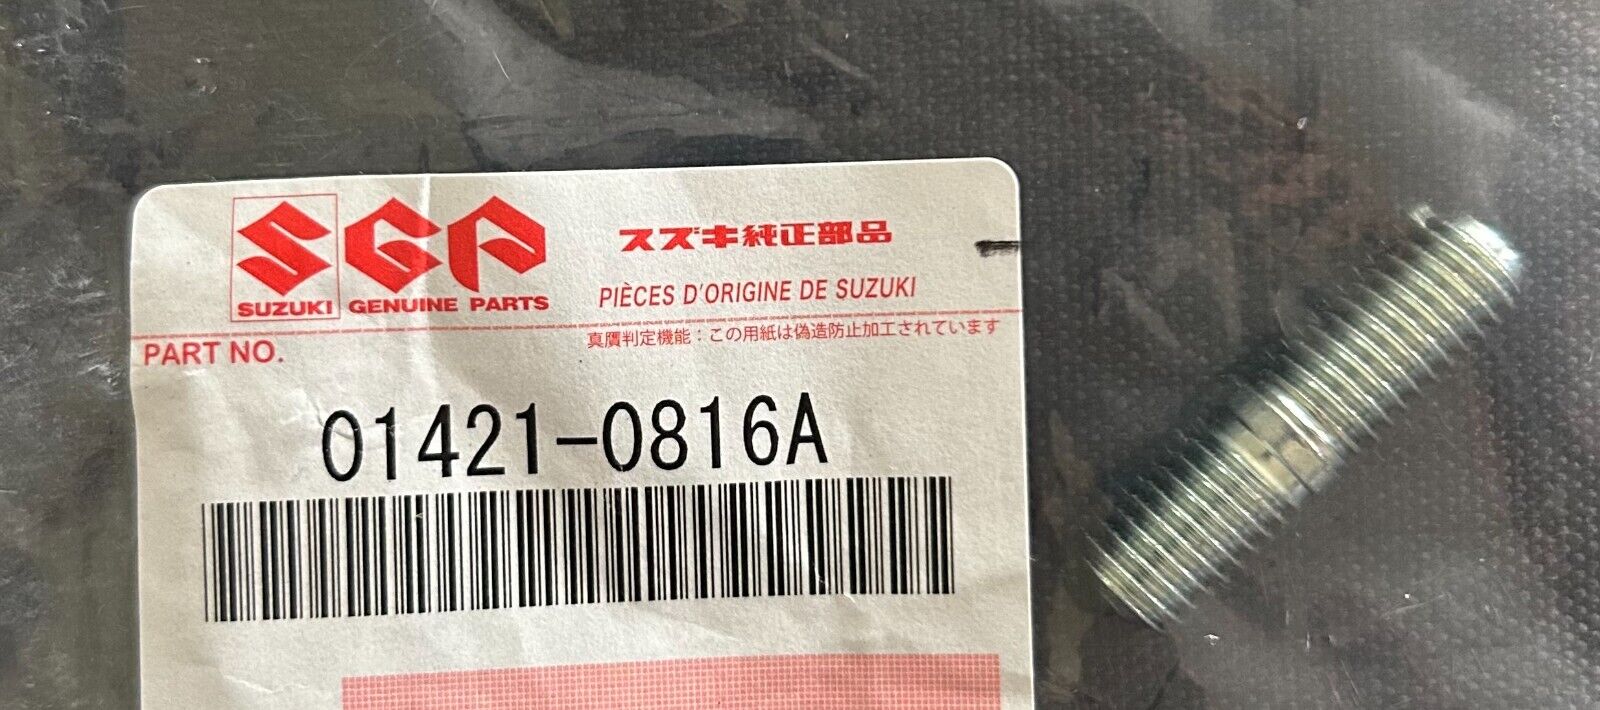 SGP
スズキ純正部品
SUZUKI GENUINE PARTS
PIÈCES D'ORIGINE DE SUZUKI
真贋判定機能：この用紙は偽造防止加工されています
PART NO.
01421-0816A